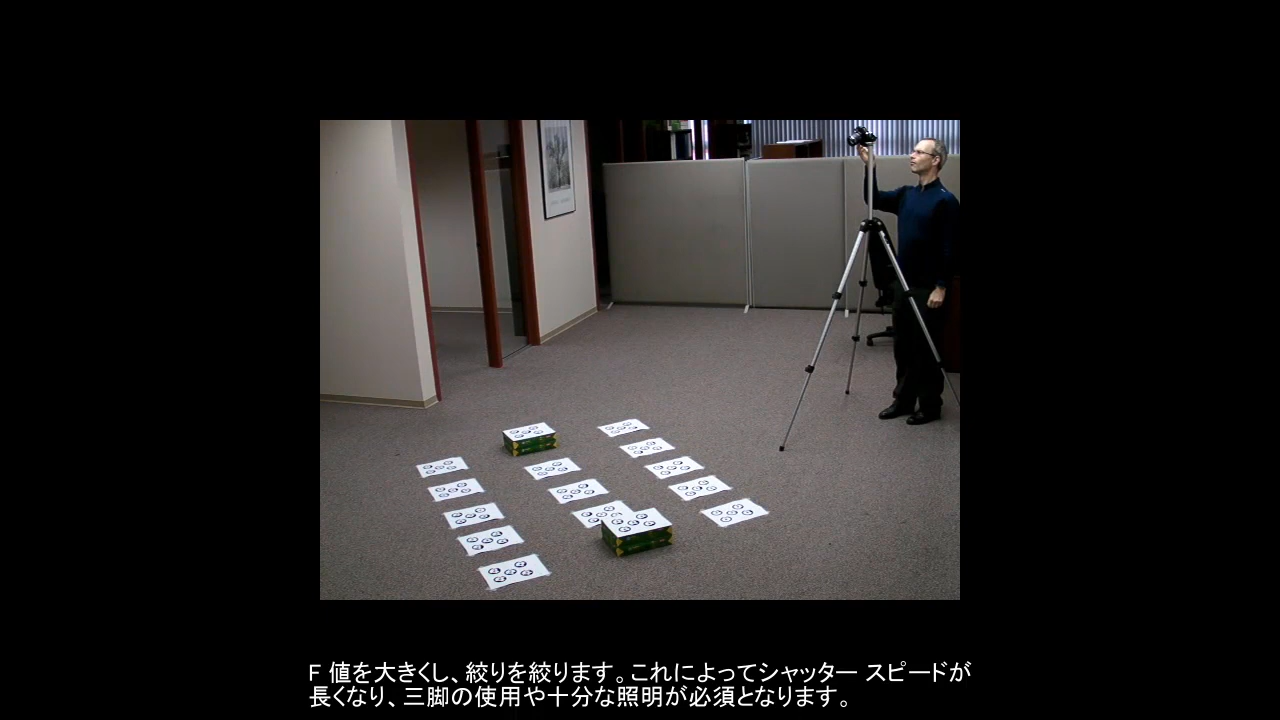 F 値を大きくし、絞りを絞ります。これによってシャッター スピードが
長くなり、三脚の使用や十分な照明が必須となります。